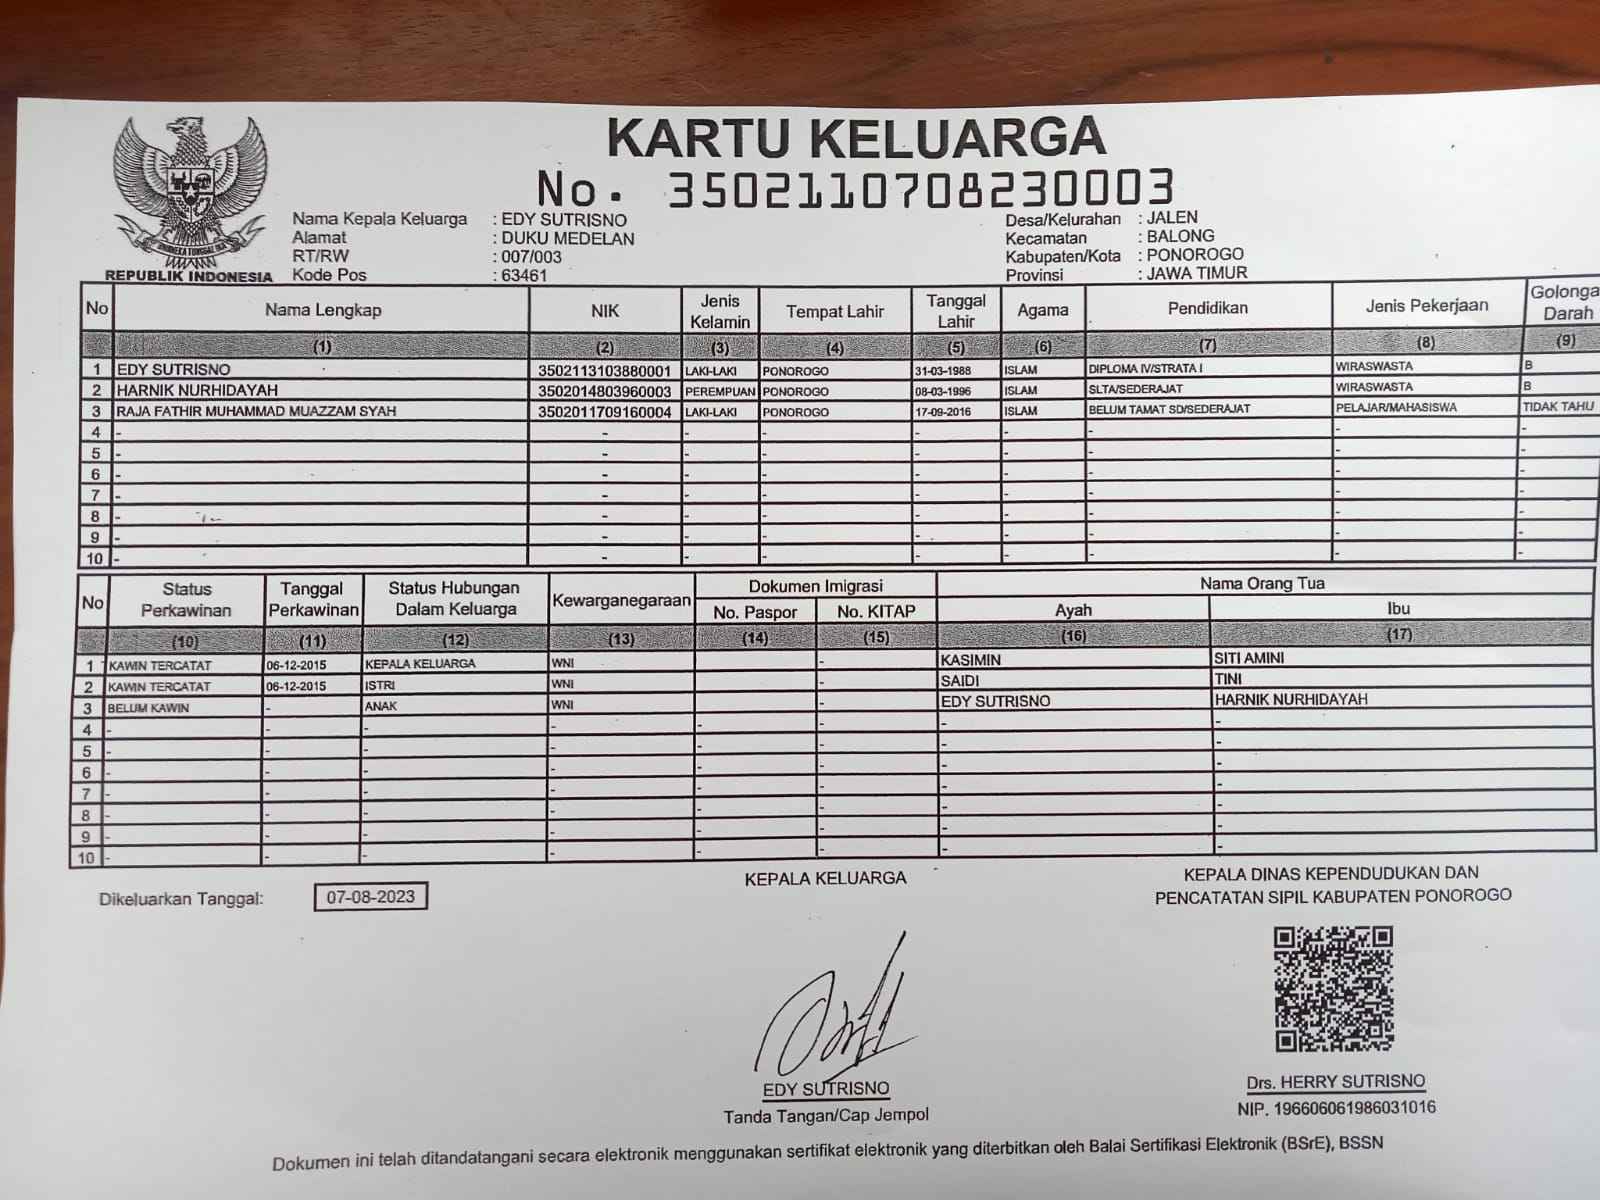 KARTU KELUARGA
No. 3502110708230003
BHINNEKA TUNGGAL IKA
REPUBLIK INDONESIA
Nama Kepala Keluarga : EDY SUTRISNO
Alamat : DUKU MEDELAN
RT/RW : 007/003
Kode Pos : 63461
Desa/Kelurahan : JALEN
Kecamatan : BALONG
Kabupaten/Kota : PONOROGO
Provinsi : JAWA TIMUR
No Nama Lengkap NIK Jenis Kelamin Tempat Lahir Tanggal Lahir Agama Pendidikan Jenis Pekerjaan Golonga Darah
(1) (2) (3) (4) (5) (6) (7) (8) (9)
1 EDY SUTRISNO 3502113103880001 LAKI-LAKI PONOROGO 31-03-1988 ISLAM DIPLOMA IV/STRATA I WIRASWASTA B
2 HARNIK NURHIDAYAH 3502014803960003 PEREMPUAN PONOROGO 08-03-1996 ISLAM SLTA/SEDERAJAT WIRASWASTA B
3 RAJA FATHIR MUHAMMAD MUAZZAM SYAH 3502011709160004 LAKI-LAKI PONOROGO 17-09-2016 ISLAM BELUM TAMAT SD/SEDERAJAT PELAJAR/MAHASISWA TIDAK TAHU
4 - - - - - - - - -
5 - - - - - - - - -
6 - - - - - - - - -
7 - - - - - - - - -
8 - - - - - - - - -
9 - - - - - - - - -
10 - - - - - - - - -
No Status Perkawinan Tanggal Perkawinan Status Hubungan Dalam Keluarga Kewarganegaraan Dokumen Imigrasi Nama Orang Tua
No. Paspor No. KITAP Ayah Ibu
(10) (11) (12) (13) (14) (15) (16) (17)
1 KAWIN TERCATAT 06-12-2015 KEPALA KELUARGA WNI - KASIMIN SITI AMINI
2 KAWIN TERCATAT 06-12-2015 ISTRI WNI - SAIDI TINI
3 BELUM KAWIN - ANAK WNI - EDY SUTRISNO HARNIK NURHIDAYAH
4 - - - - - - - -
5 - - - - - - - -
6 - - - - - - - -
7 - - - - - - - -
8 - - - - - - - -
9 - - - - - - - -
10 - - - - - - - -
Dikeluarkan Tanggal: 07-08-2023
KEPALA KELUARGA
EDY SUTRISNO
Tanda Tangan/Cap Jempol
KEPALA DINAS KEPENDUDUKAN DAN
PENCATATAN SIPIL KABUPATEN PONOROGO
Drs. HERRY SUTRISNO
NIP. 196606061986031016
Dokumen ini telah ditandatangani secara elektronik menggunakan sertifikat elektronik yang diterbitkan oleh Balai Sertifikasi Elektronik (BSrE), BSSN